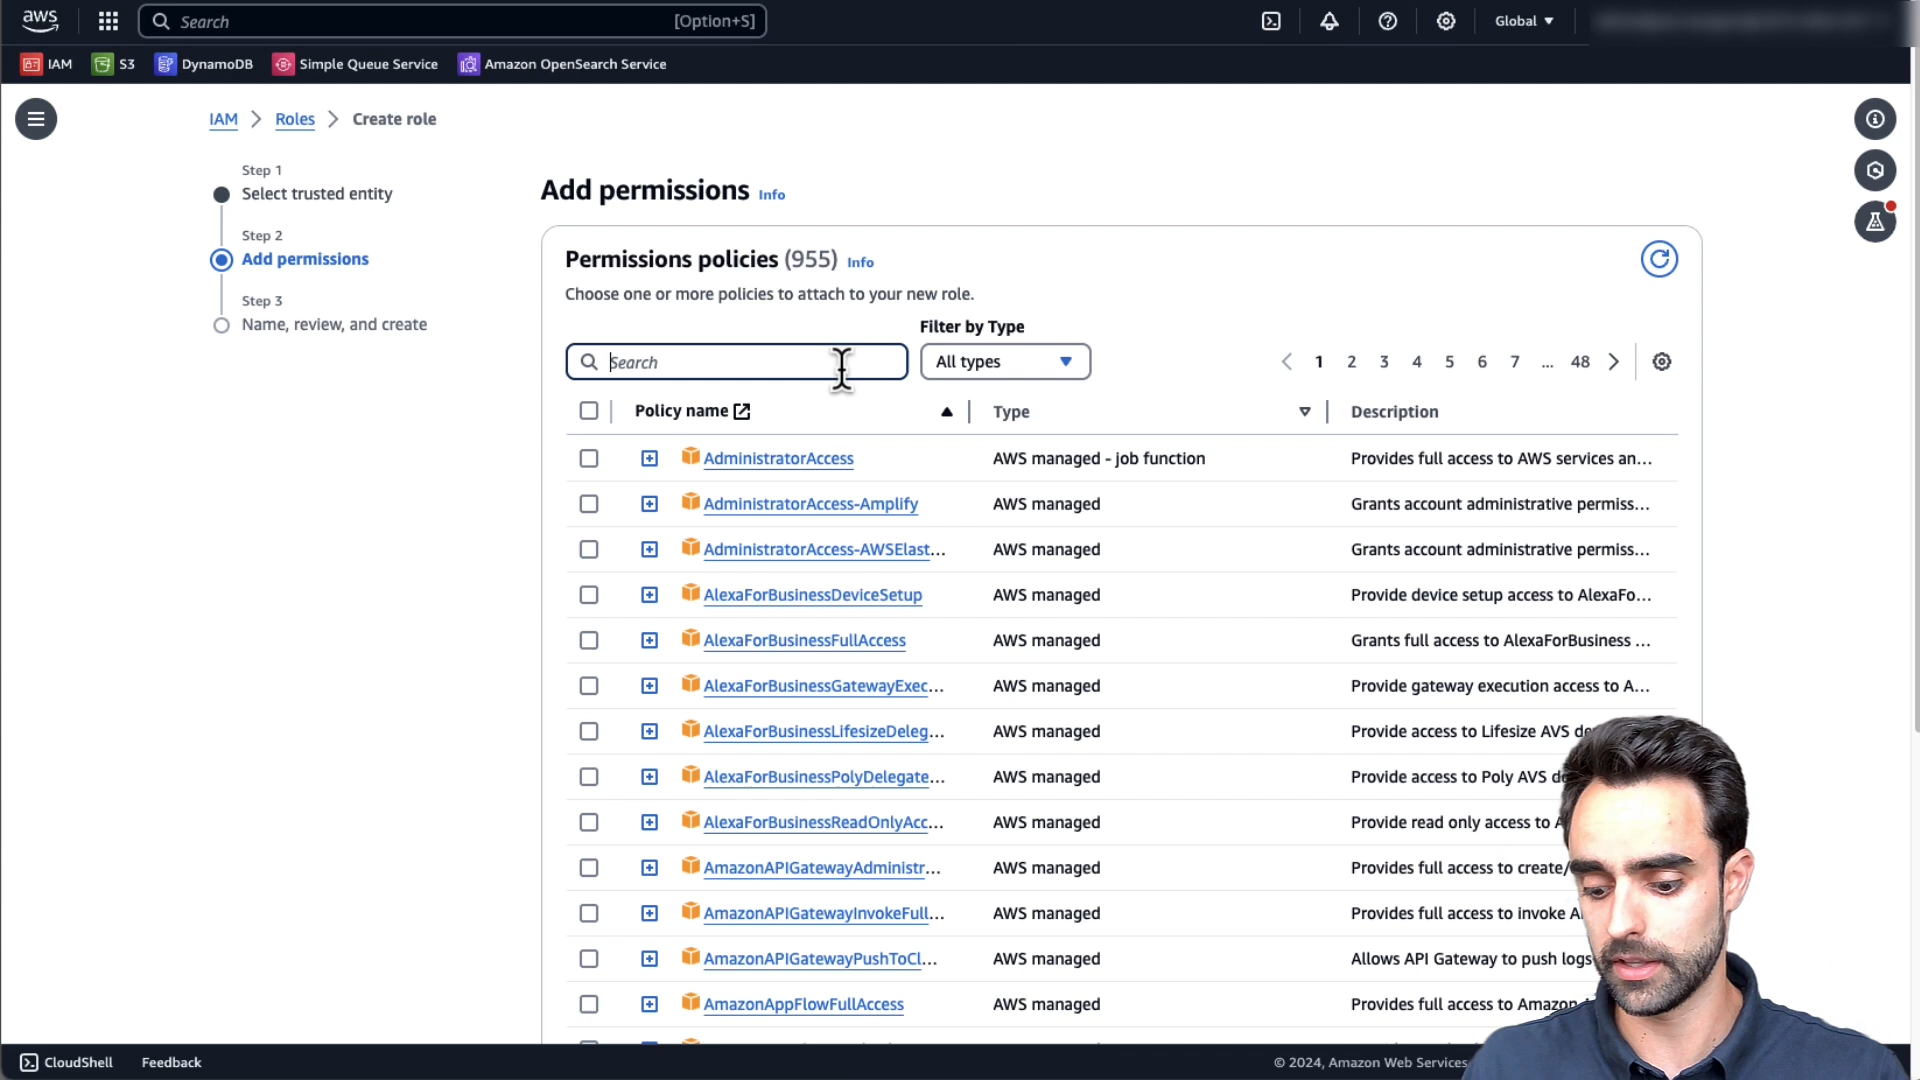 aws
Search [Option+S] Global
IAM S3 DynamoDB Simple Queue Service Amazon OpenSearch Service
IAM Roles Create role
Step 1
Select trusted entity
Step 2
Add permissions
Step 3
Name, review, and create
Add permissions Info
Permissions policies (955) Info
Choose one or more policies to attach to your new role.
Filter by Type
Search All types 1 2 3 4 5 6 7 ... 48
Policy name Type Description
AdministratorAccess AWS managed - job function Provides full access to AWS services an...
AdministratorAccess-Amplify AWS managed Grants account administrative permiss...
AdministratorAccess-AWSElast... AWS managed Grants account administrative permiss...
AlexaForBusinessDeviceSetup AWS managed Provide device setup access to AlexaFo...
AlexaForBusinessFullAccess AWS managed Grants full access to AlexaForBusiness ...
AlexaForBusinessGatewayExec... AWS managed Provide gateway execution access to A...
AlexaForBusinessLifesizeDeleg... AWS managed Provide access to Lifesize AVS de
AlexaForBusinessPolyDelegate... AWS managed Provide access to Poly AVS de
AlexaForBusinessReadOnlyAcc... AWS managed Provide read only access to A
AmazonAPIGatewayAdministr... AWS managed Provides full access to create/
AmazonAPIGatewayInvokeFull... AWS managed Provides full access to invoke A
AmazonAPIGatewayPushToCl... AWS managed Allows API Gateway to push logs
AmazonAppFlowFullAccess AWS managed Provides full access to Amazon
CloudShell Feedback © 2024, Amazon Web Services